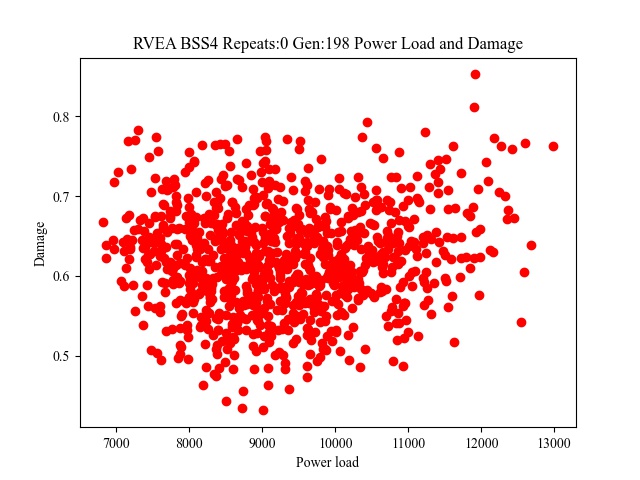 RVEA BSS4 Repeats:0 Gen:198 Power Load and Damage
0.8
0.7
0.6
0.5
Damage
7000 8000 9000 10000 11000 12000 13000
Power load